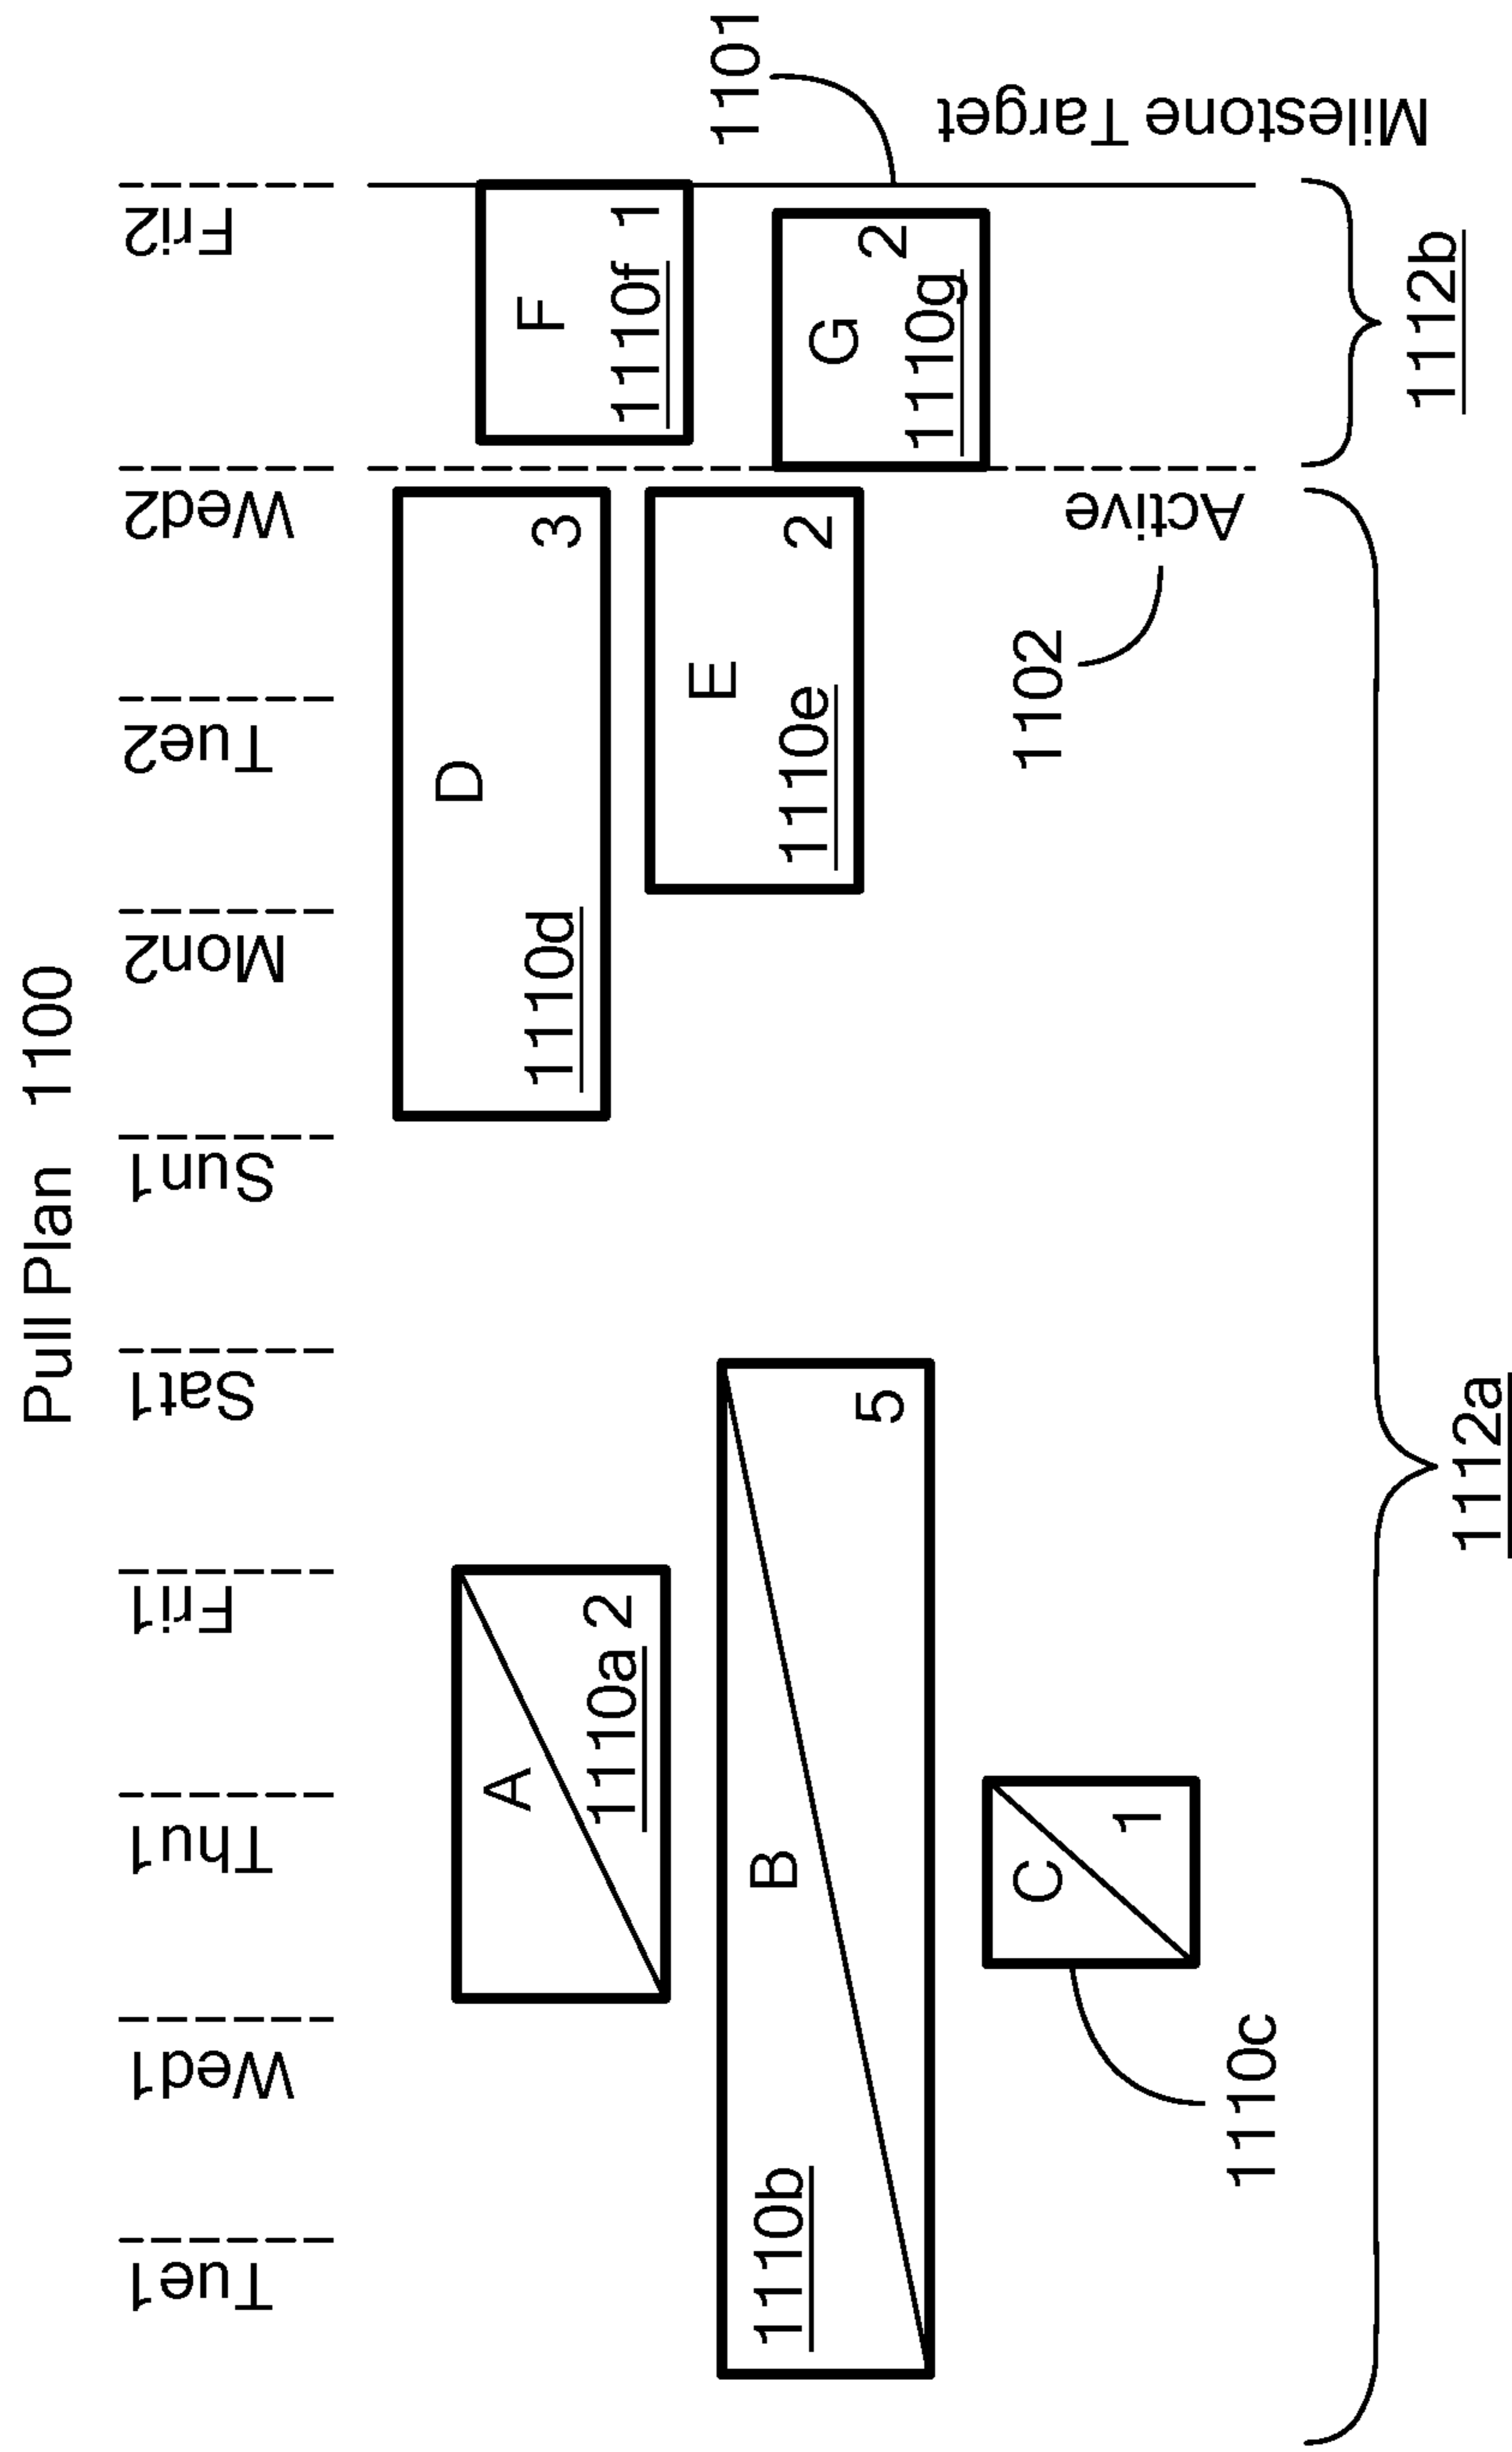 Pull Plan 1100
Tue1 Wed1 Thu1 Fri1 Sat1 Sun1 Mon2 Tue2 Wed2 Fri2
D
1110d
3
A
1110a 2
F
1110f 1
E
1110e
2
1110b
B
5
G
2
1110g
1101
C
1
1110c
1102
Active
Milestone Target
1112a
1112b